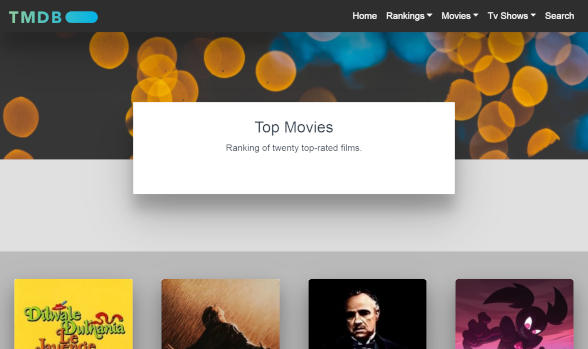 TMDB
Home Rankings Movies Tv Shows Search
Top Movies
Ranking of twenty top-rated films.
Dilwale
Dulhania
Le
Jayenge